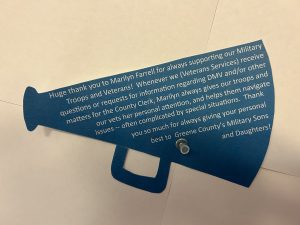 Huge thank you to Marilyn Farrell for always supporting our Military
Troops and Veterans!  Whenever we (Veterans Services) receive
questions or requests for information regarding DMV and/or other
matters for the County Clerk, Marilyn always gives our troops and
our vets her personal attention, and helps them navigate
issues -- often complicated by special situations.  Thank
you so much for always giving your personal
best to  Greene County's Military Sons
and Daughters!